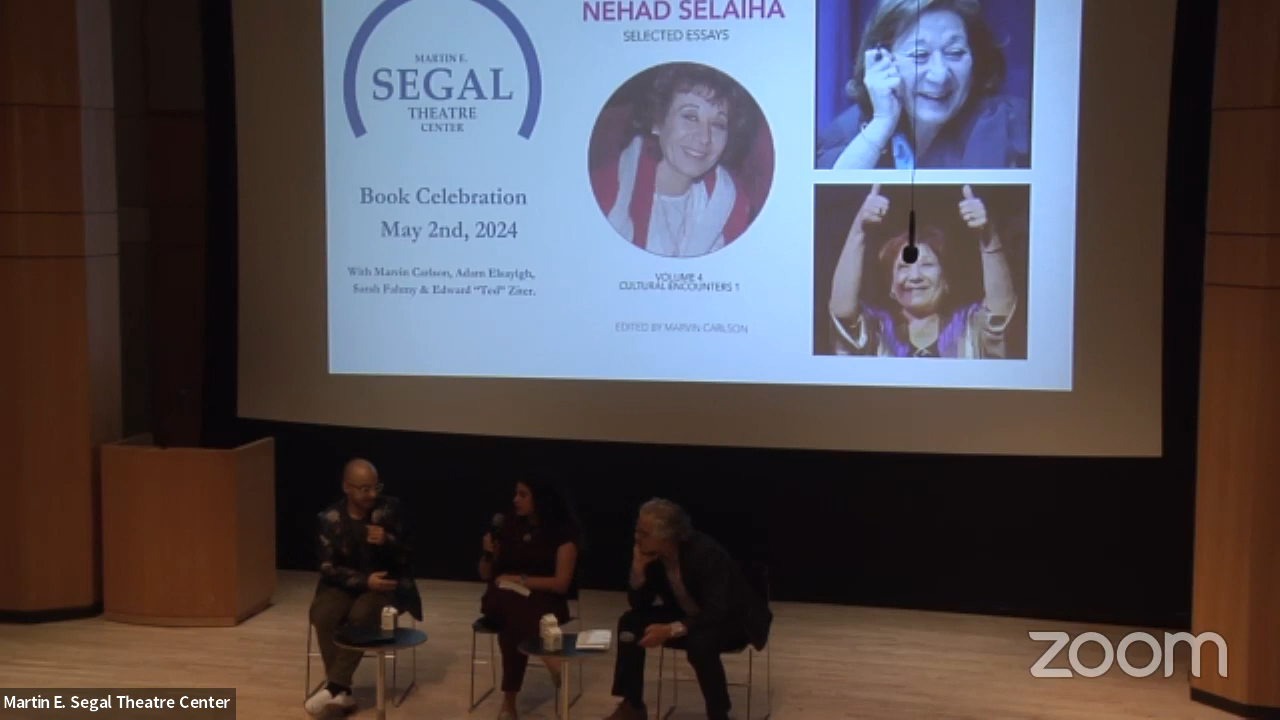 MARTIN E.
SEGAL
THEATRE
CENTER
Book Celebration
May 2nd, 2024
With Marvin Carlson, Adam Elsayigh,
Sarah Fahmy & Edward "Ted" Ziter.
NEHAD SELAIHA
SELECTED ESSAYS
VOLUME 4
CULTURAL ENCOUNTERS 1
EDITED BY MARVIN CARLSON
zoom
Martin E. Segal Theatre Center